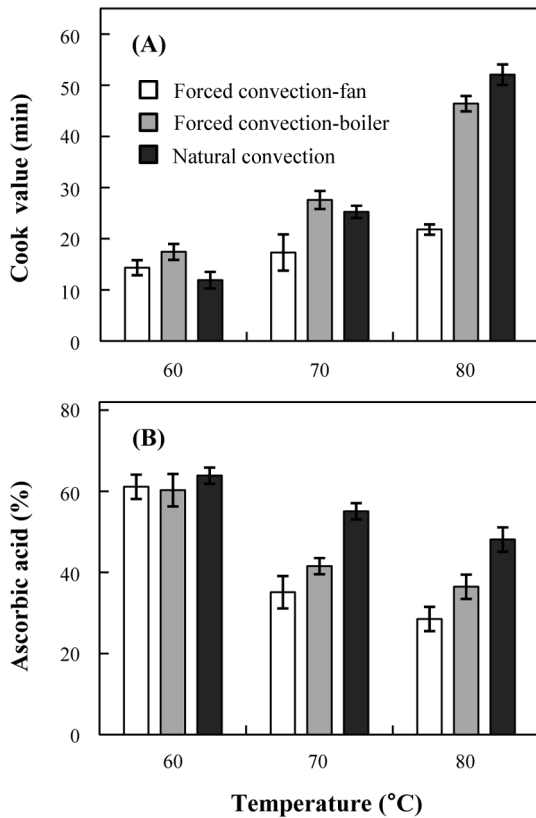 60
(A)
50
Forced convection-fan
40
Forced convection-boiler
30
Natural convection
20
10
0
Cook value (min)
60 70 80
80
(B)
60
40
20
0
Ascorbic acid (%)
60 70 80
Temperature (°C)